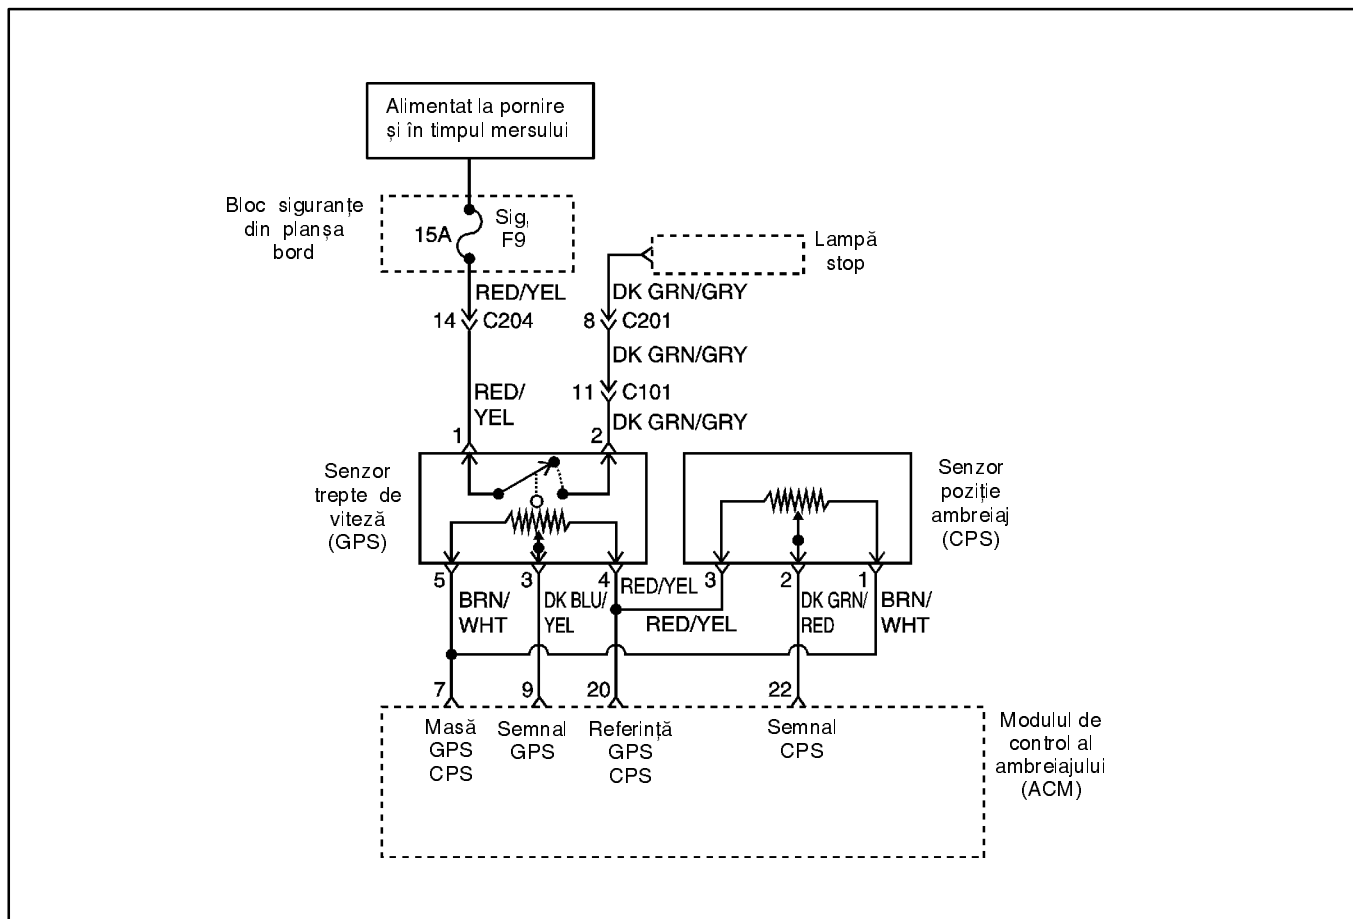 Alimentat la pornire
și în timpul mersului
Bloc siguranțe
din planșa
bord
15A
Sig,
F9
Lampă
stop
RED/YEL
DK GRN/GRY
14
C204
8
C201
DK GRN/GRY
RED/
YEL
11
C101
DK GRN/GRY
1
2
Senzor
trepte de
viteză
(GPS)
Senzor
poziție
ambreiaj
(CPS)
5
3
4
RED/YEL
3
2
1
BRN/
WHT
DK BLU/
YEL
RED/YEL
DK GRN/
RED
BRN/
WHT
7
9
20
22
Masă
GPS
CPS
Semnal
GPS
Referință
GPS
CPS
Semnal
CPS
Modulul de
control al
ambreiajului
(ACM)